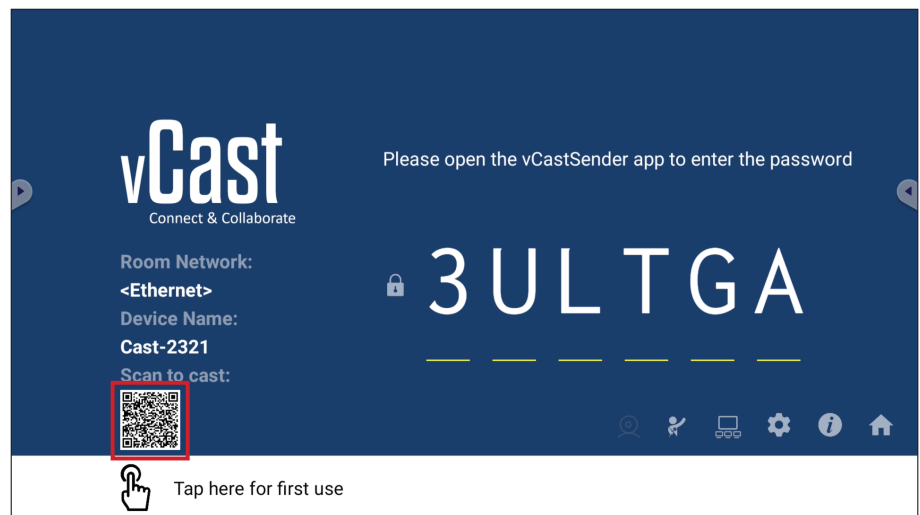 vCast
Connect & Collaborate
Please open the vCastSender app to enter the password
Room Network:
<Ethernet>
Device Name:
Cast-2321
Scan to cast:
3ULTGA
Tap here for first use